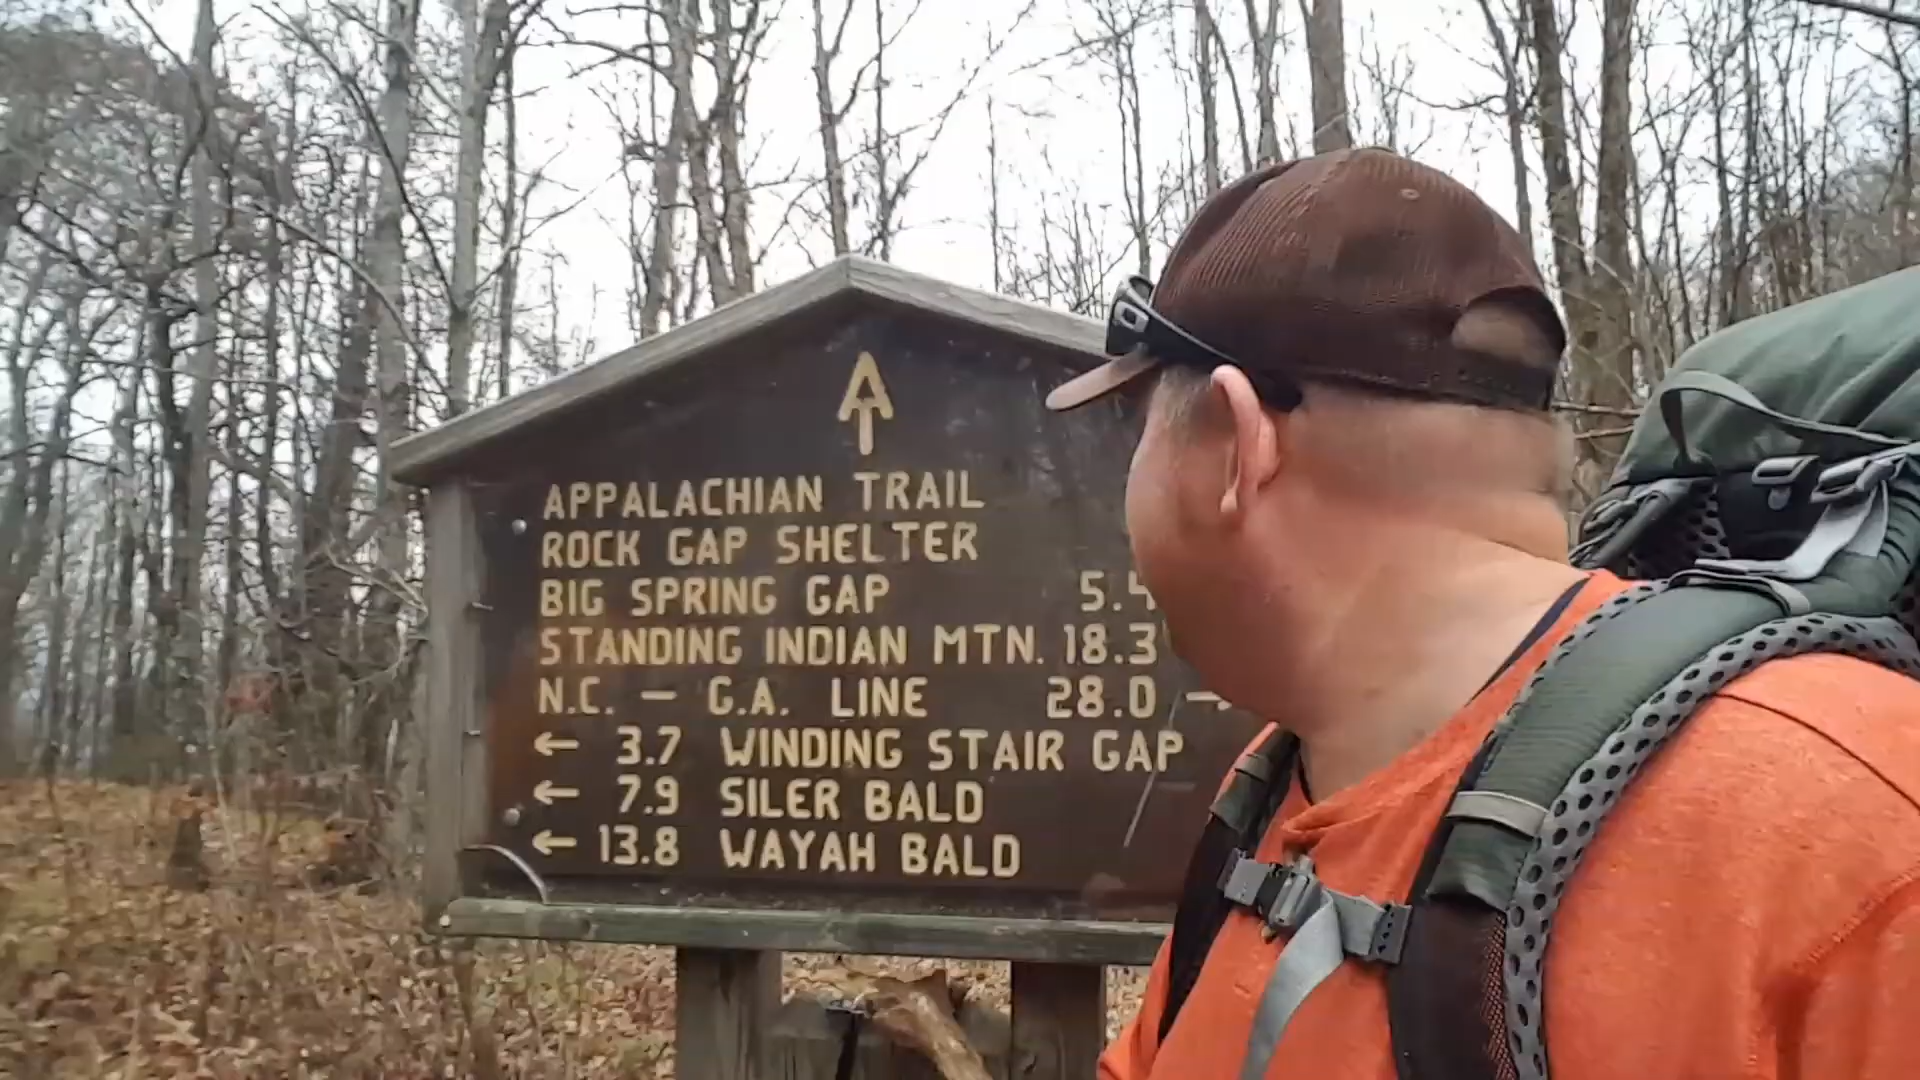 APPALACHIAN TRAIL
ROCK GAP SHELTER
BIG SPRING GAP 5.4
STANDING INDIAN MTN. 18.3
N.C. — G.A. LINE 28.0 →
← 3.7 WINDING STAIR GAP
← 7.9 SILER BALD
← 13.8 WAYAH BALD